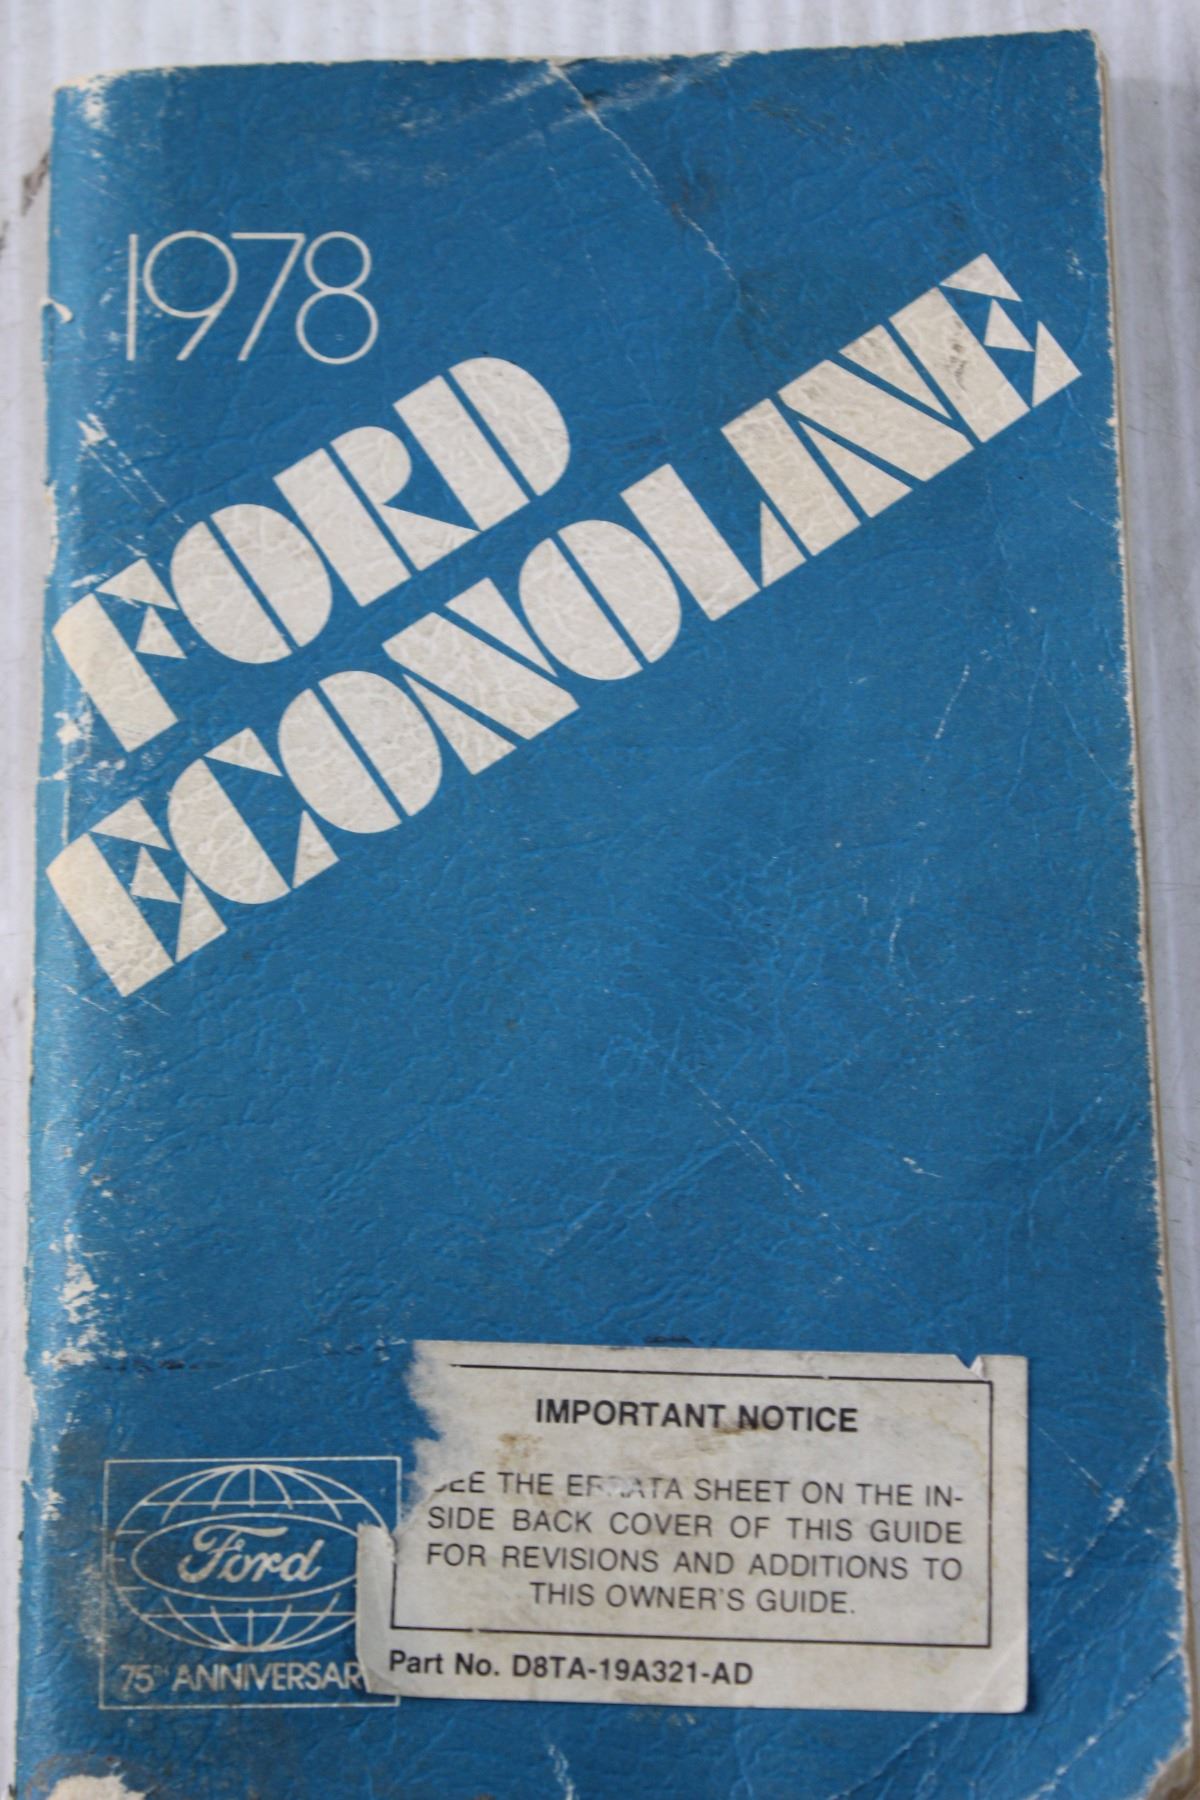 1978
FORD
ECONOLINE
IMPORTANT NOTICE
SEE THE ERRATA SHEET ON THE IN-
SIDE BACK COVER OF THIS GUIDE
FOR REVISIONS AND ADDITIONS TO
THIS OWNER'S GUIDE.
Part No. D8TA-19A321-AD
Ford
75TH ANNIVERSARY